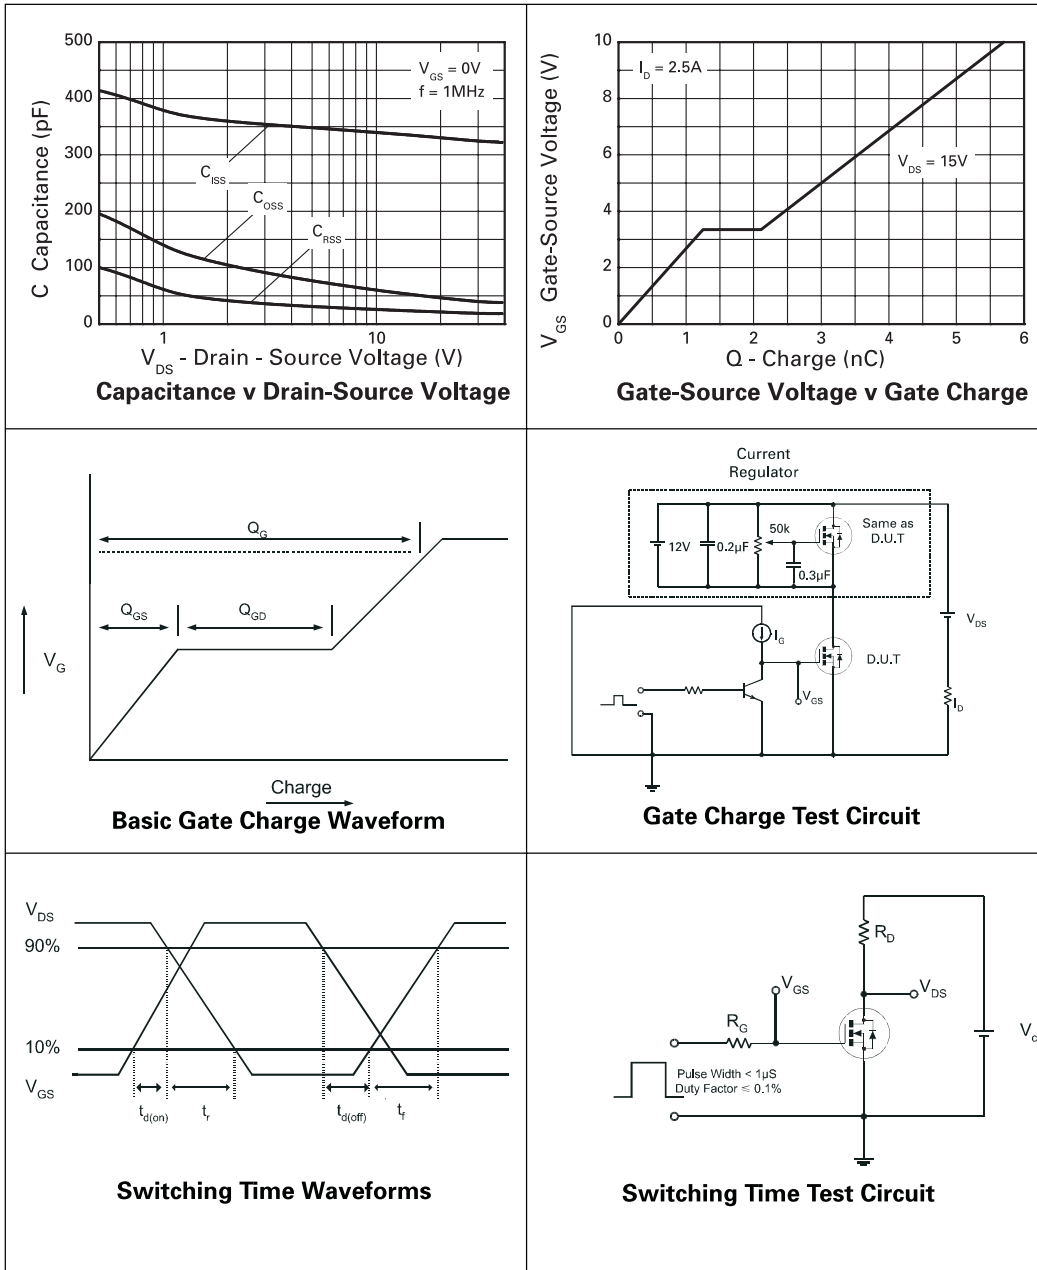 500
400
300
200
100
0
C Capacitance (pF)
V_GS = 0V
f = 1MHz
C_ISS
C_OSS
C_RSS
1
10
V_DS - Drain - Source Voltage (V)
Capacitance v Drain-Source Voltage
10
8
6
4
2
0
V_GS Gate-Source Voltage (V)
I_D = 2.5A
V_DS = 15V
0 1 2 3 4 5 6
Q - Charge (nC)
Gate-Source Voltage v Gate Charge
Q_G
Q_GS
Q_GD
V_G
Charge
Basic Gate Charge Waveform
Current
Regulator
12V
0.2µF
50k
0.3µF
Same as
D.U.T
I_G
V_DS
D.U.T
V_GS
I_D
Gate Charge Test Circuit
V_DS
90%
10%
V_GS
t_d(on)
t_r
t_d(off)
t_f
Switching Time Waveforms
R_D
V_GS
V_DS
R_G
Pulse Width < 1µS
Duty Factor ≤ 0.1%
Switching Time Test Circuit